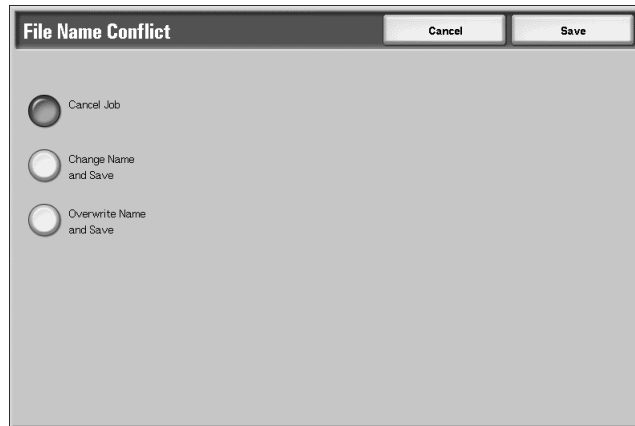 File Name Conflict
Cancel
Save
Cancel Job
Change Name
and Save
Overwrite Name
and Save